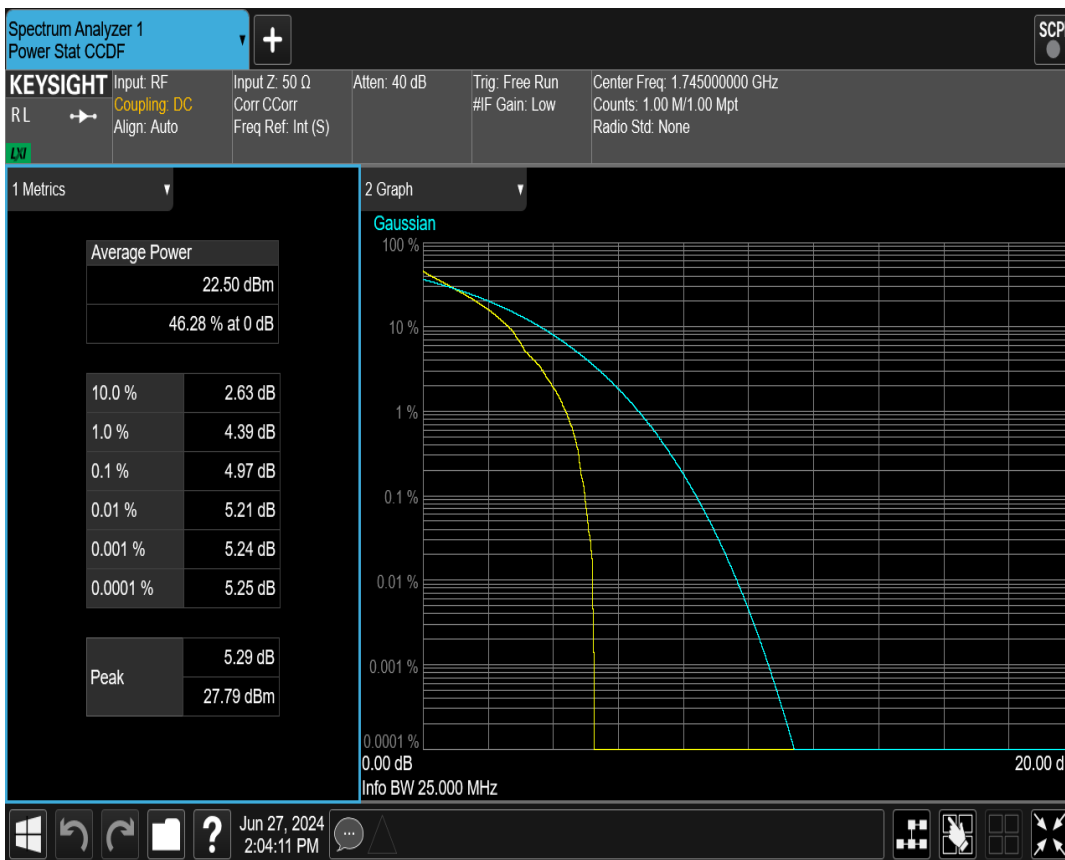 Spectrum Analyzer 1
Power Stat CCDF
+
SCP
KEYSIGHT
RL
LXI
Input: RF
Coupling: DC
Align: Auto
Input Z: 50 Ω
Corr CCorr
Freq Ref: Int (S)
Atten: 40 dB
Trig: Free Run
#IF Gain: Low
Center Freq: 1.745000000 GHz
Counts: 1.00 M/1.00 Mpt
Radio Std: None
1 Metrics
Average Power
22.50 dBm
46.28 % at 0 dB
10.0 % 2.63 dB
1.0 % 4.39 dB
0.1 % 4.97 dB
0.01 % 5.21 dB
0.001 % 5.24 dB
0.0001 % 5.25 dB
Peak
5.29 dB
27.79 dBm
2 Graph
Gaussian
100 %
10 %
1 %
0.1 %
0.01 %
0.001 %
0.0001 %
0.00 dB 20.00 d
Info BW 25.000 MHz
?
Jun 27, 2024
2:04:11 PM